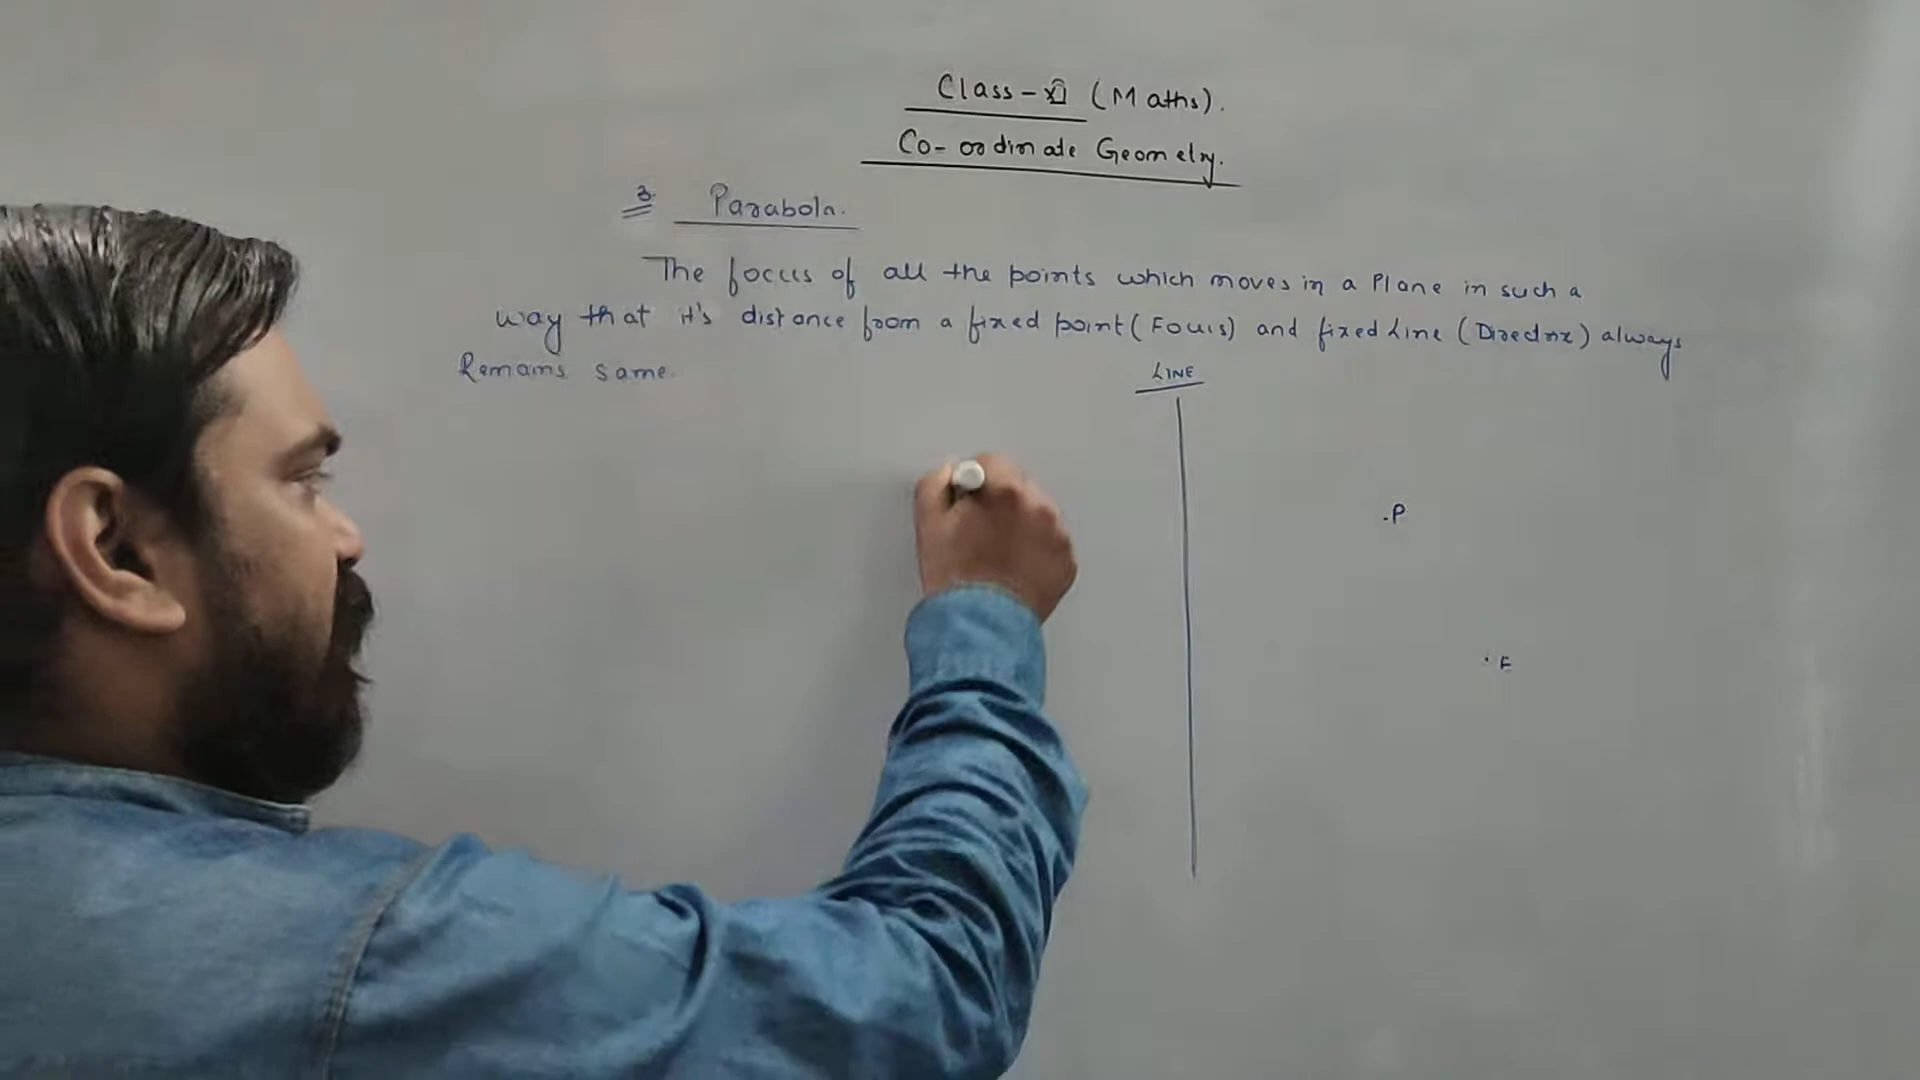 Class-XI (Maths).
Co-ordinate Geometry.
3. Parabola.
The focus of all the points which moves in a Plane in such a
way that it's distance from a fixed point (Focus) and fixed Line (Directrix) always
Remains same.
LINE
.P
. F